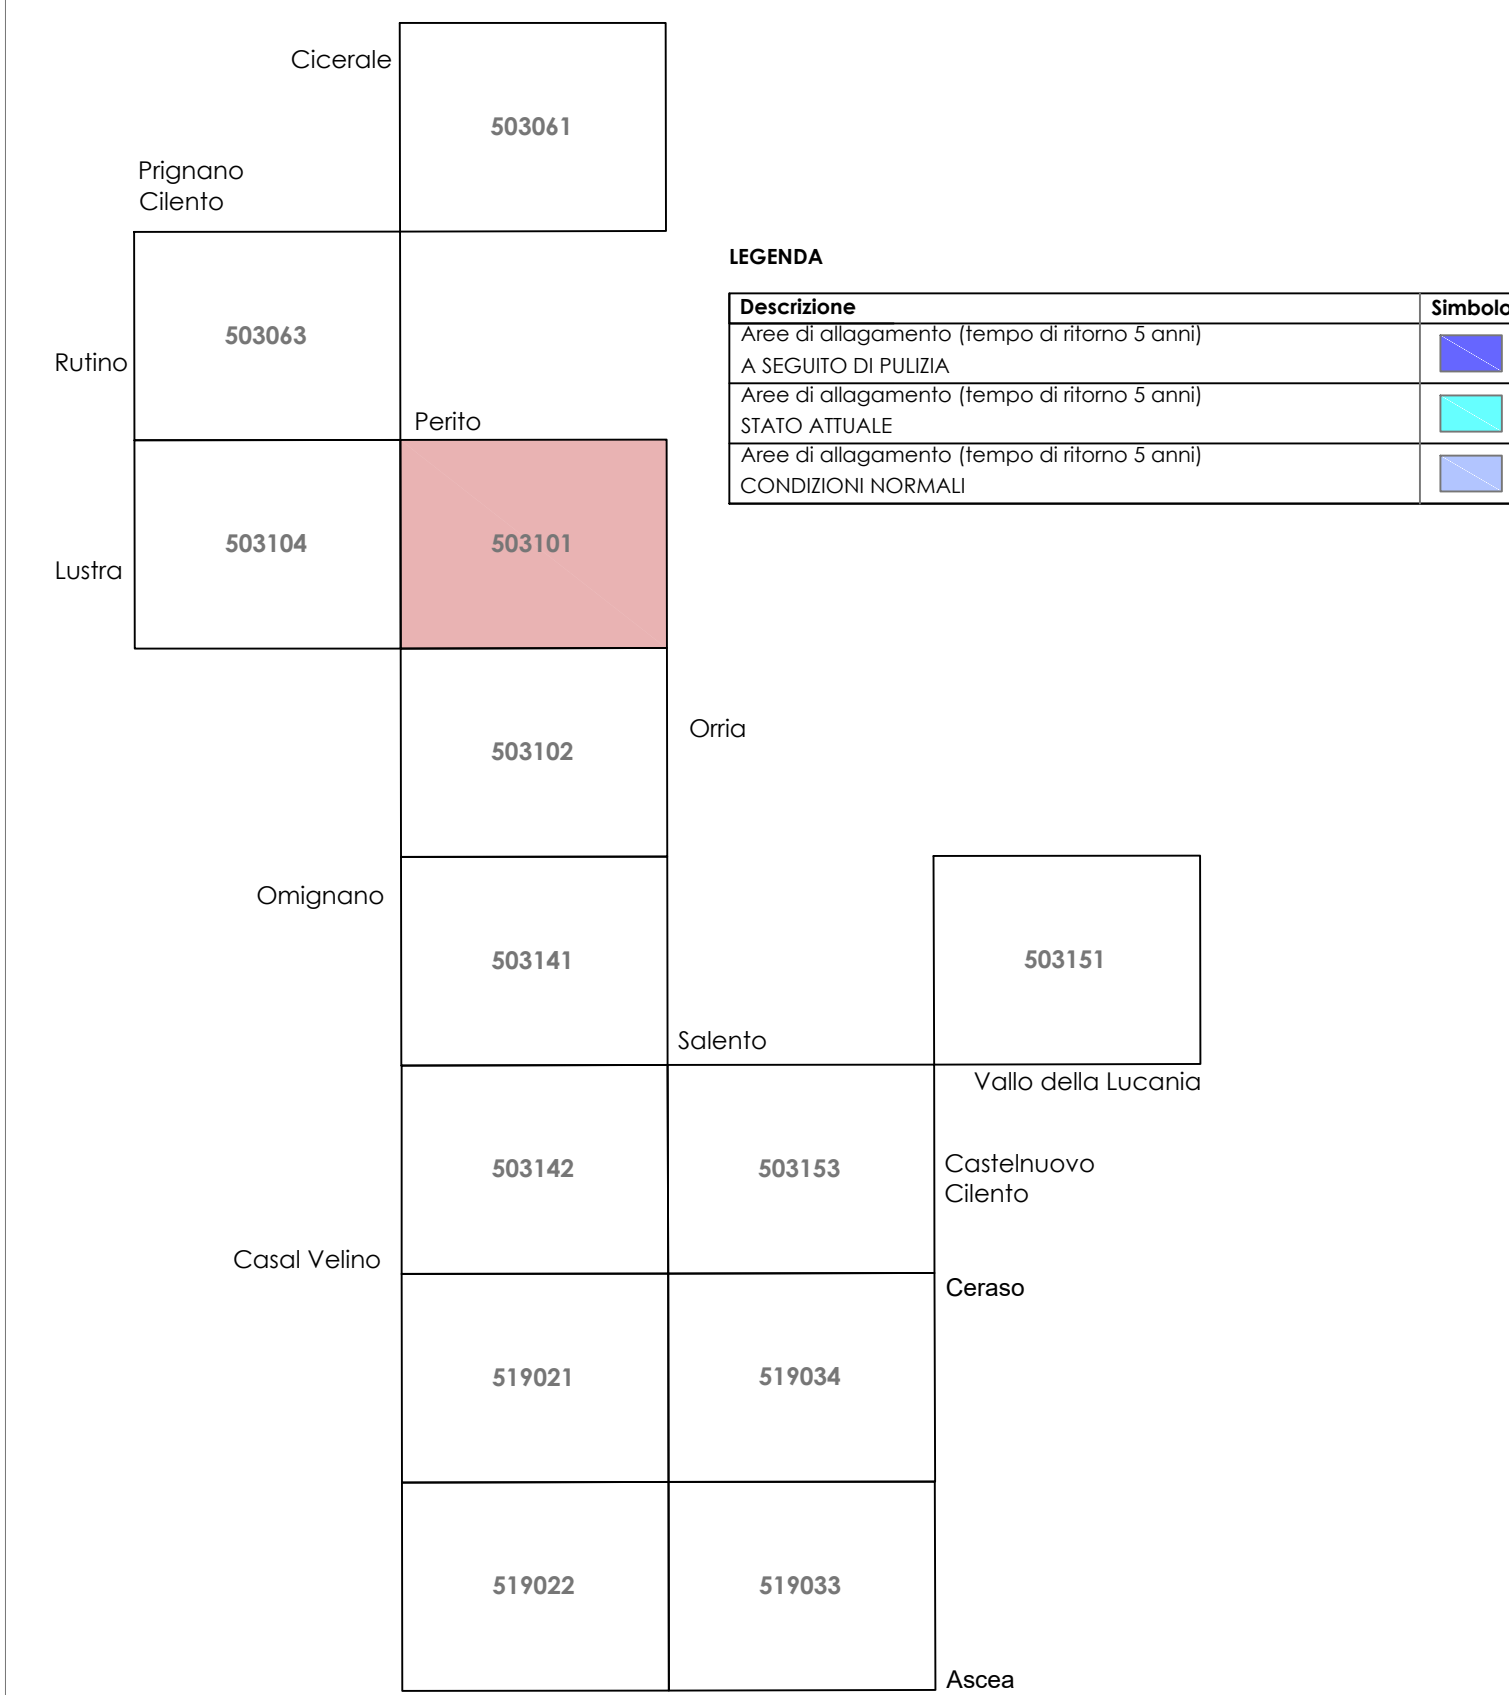 Cicerale
503061
Prignano
Cilento
LEGENDA
Descrizione Simbolo
Aree di allagamento (tempo di ritorno 5 anni)
A SEGUITO DI PULIZIA
Aree di allagamento (tempo di ritorno 5 anni)
STATO ATTUALE
Aree di allagamento (tempo di ritorno 5 anni)
CONDIZIONI NORMALI
503063
Rutino
Perito
503104
503101
Lustra
Orria
503102
Omignano
503141
503151
Salento
Vallo della Lucania
503142
503153
Castelnuovo
Cilento
Casal Velino
Ceraso
519021
519034
519022
519033
Ascea